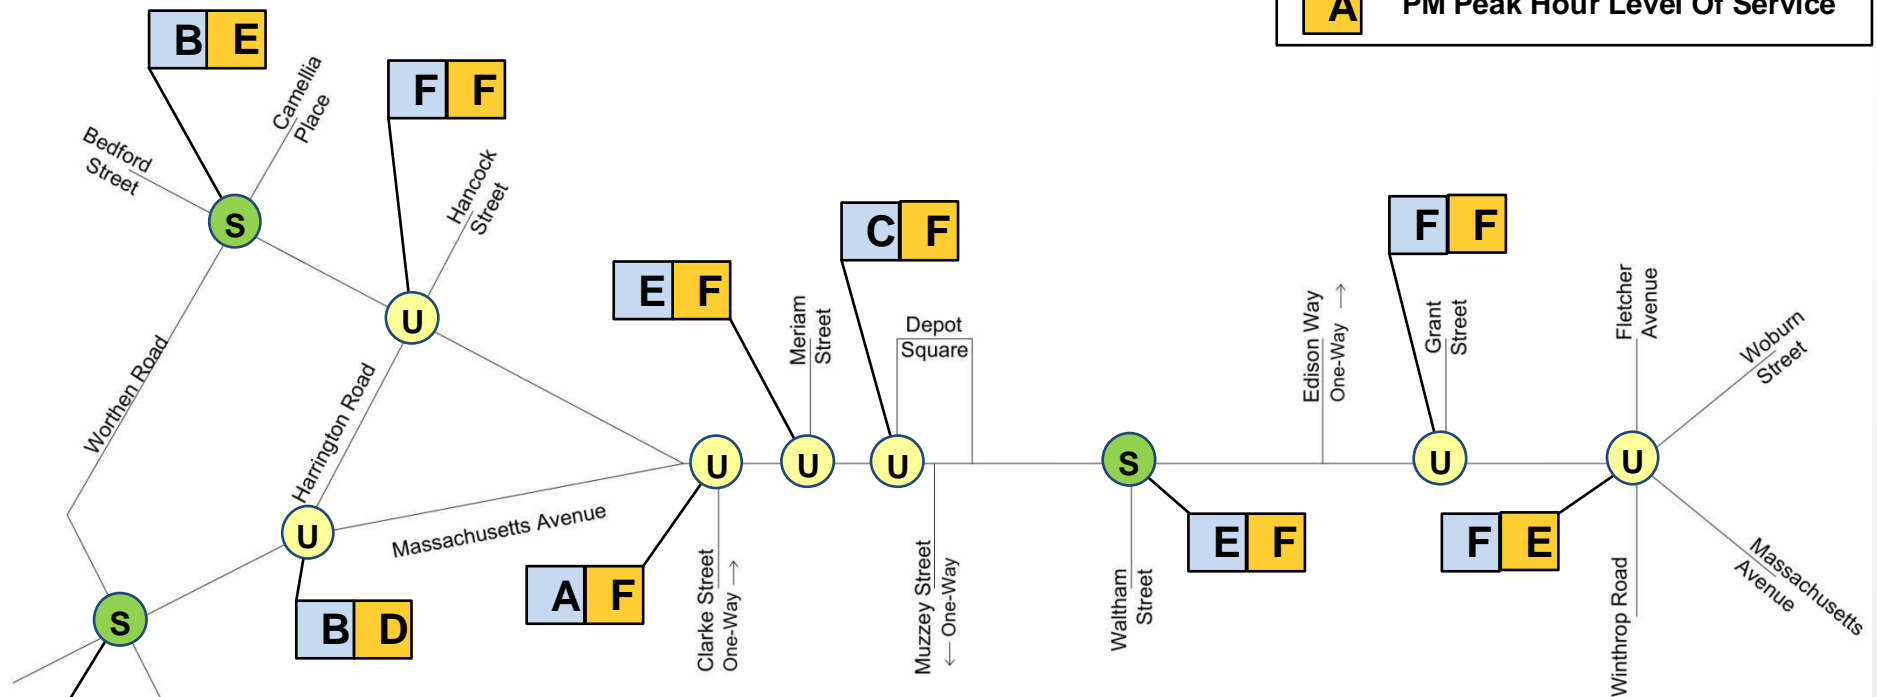 A PM Peak Hour Level Of Service
B E
Camellia
Place
Bedford
Street
F F
Hancock
Street
S
U
Worthen Road
Harrington Road
E F
Meriam
Street
C F
Depot
Square
Edison Way
One-Way →
F F
Grant
Street
Fletcher
Avenue
Woburn
Street
U
U
U
S
U
U
U
Massachusetts Avenue
A F
Clarke Street
One-Way →
Muzzey Street
← One-Way
Waltham
Street
E F
F E
Winthrop Road
Massachusetts
Avenue
S
B D